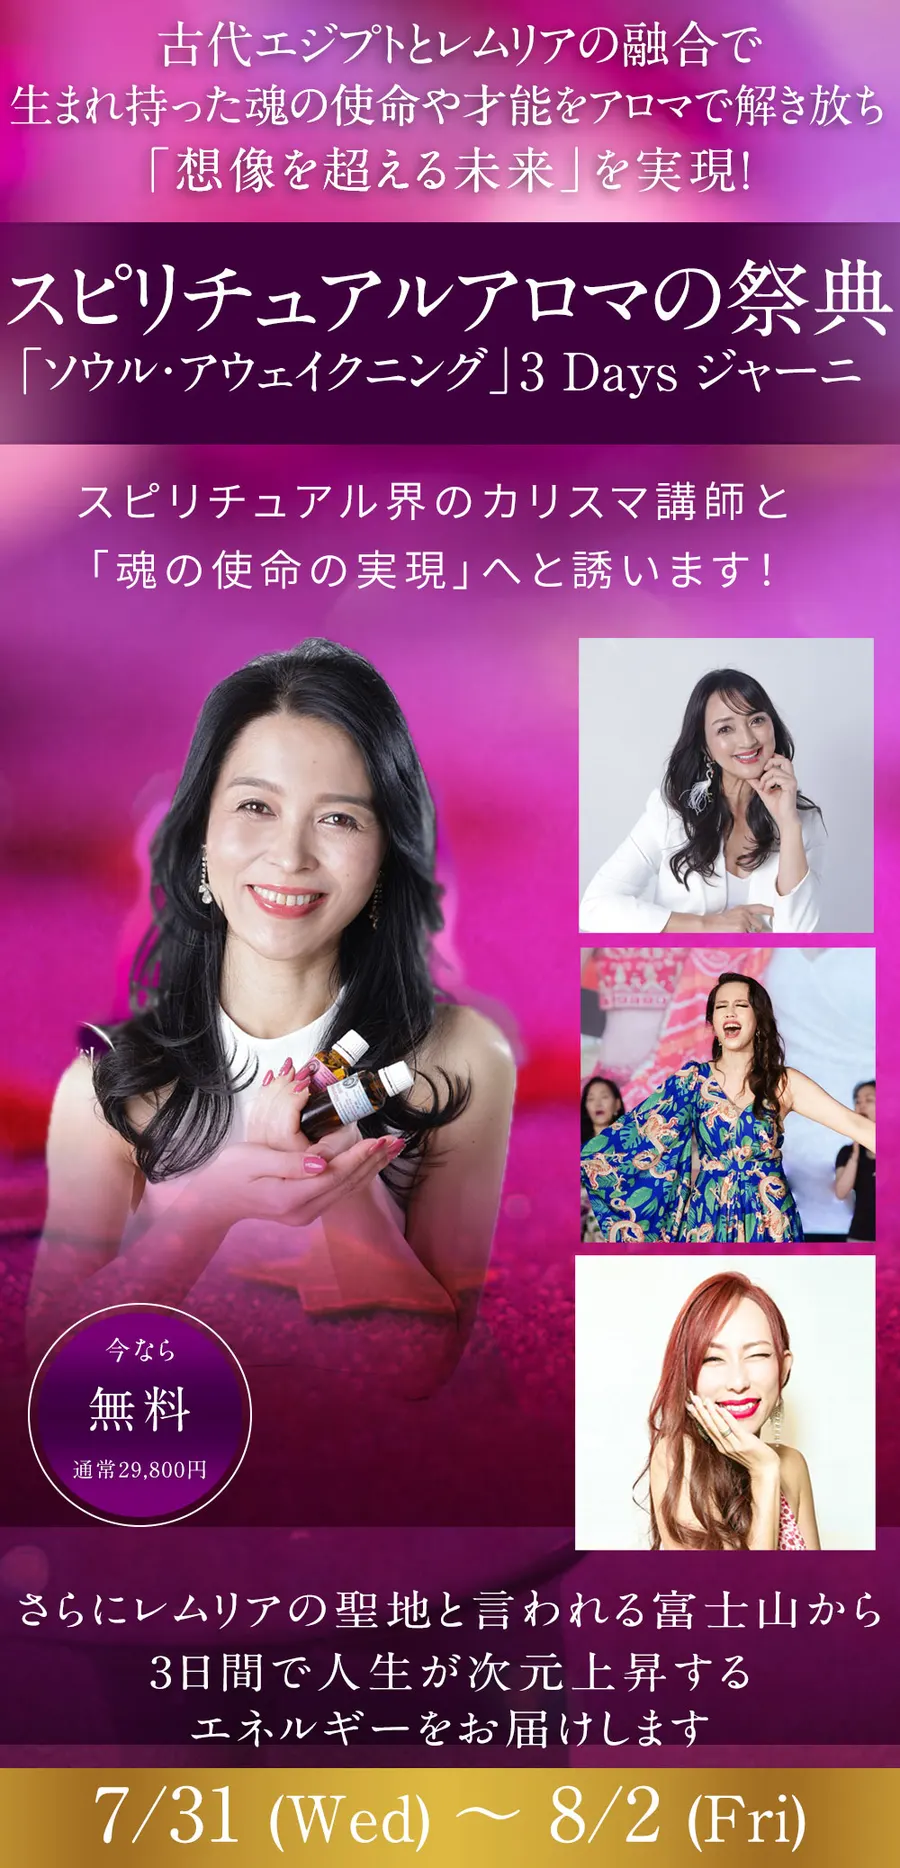 古代エジプトとレムリアの融合で
生まれ持った魂の使命や才能をアロマで解き放ち
「想像を超える未来」を実現!
スピリチュアルアロマの祭典
「ソウル・アウェイクニング」3 Days ジャーニ
スピリチュアル界のカリスマ講師と
「魂の使命の実現」へと誘います!
今なら
無料
通常29,800円
さらにレムリアの聖地と言われる富士山から
3日間で人生が次元上昇する
エネルギーをお届けします
7/31 (Wed) ～ 8/2 (Fri)